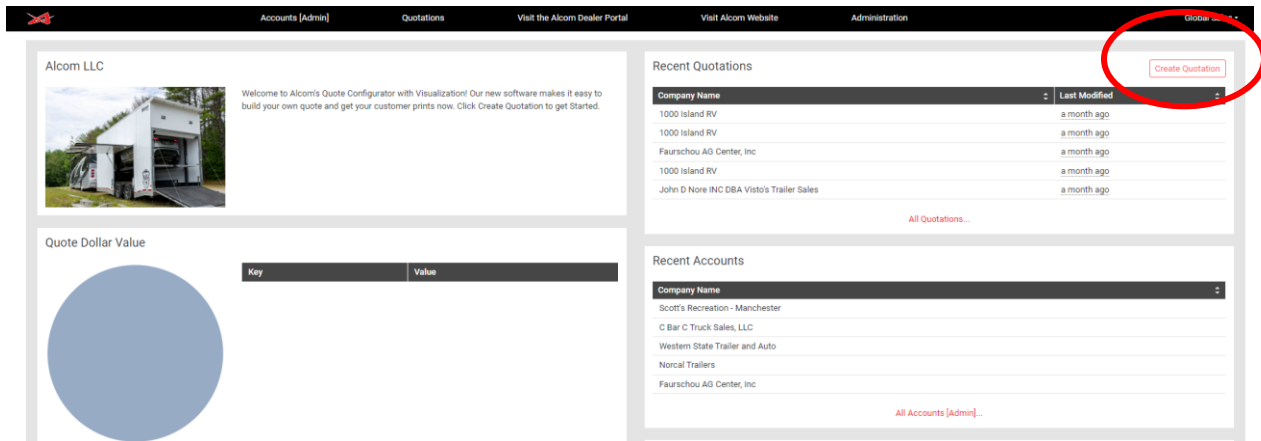 Accounts [Admin] Quotations Visit the Alcom Dealer Portal Visit Alcom Website Administration Global
Alcom LLC
Welcome to Alcom's Quote Configurator with Visualization! Our new software makes it easy to
build your own quote and get your customer prints now. Click Create Quotation to get Started.
Quote Dollar Value
Key Value
Recent Quotations
Create Quotation
Company Name Last Modified
1000 Island RV a month ago
1000 Island RV a month ago
Faurschou AG Center, Inc a month ago
1000 Island RV a month ago
John D Nore INC DBA Visto's Trailer Sales a month ago
All Quotations...
Recent Accounts
Company Name
Scott's Recreation - Manchester
C Bar C Truck Sales, LLC
Western State Trailer and Auto
Norcal Trailers
Faurschou AG Center, Inc
All Accounts [Admin]...